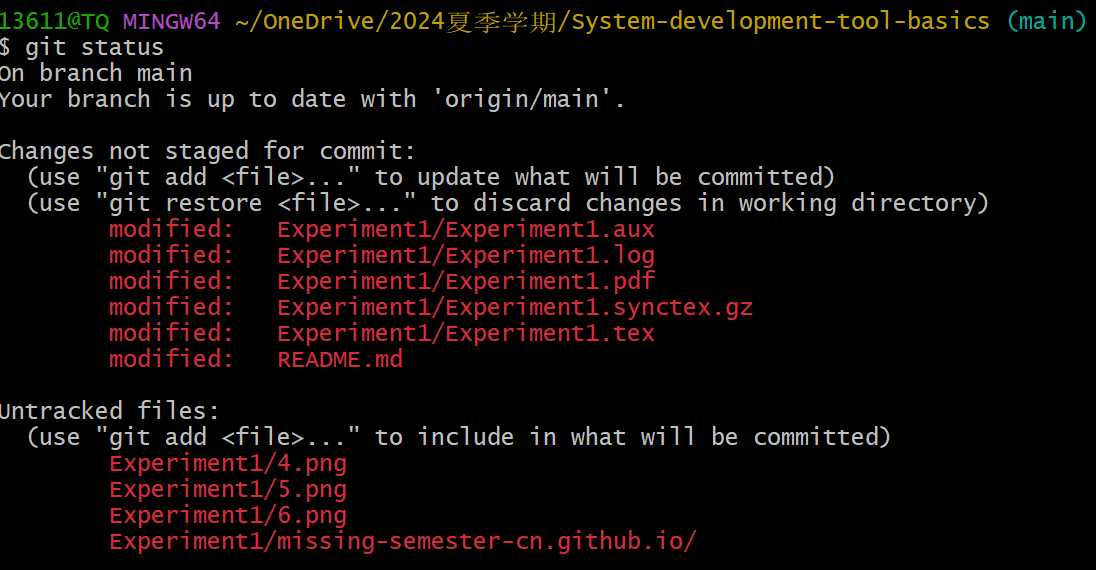 13611@TQ MINGW64 ~/OneDrive/2024夏季学期/System-development-tool-basics (main)
$ git status
On branch main
Your branch is up to date with 'origin/main'.

Changes not staged for commit:
  (use "git add <file>..." to update what will be committed)
  (use "git restore <file>..." to discard changes in working directory)
        modified:   Experiment1/Experiment1.aux
        modified:   Experiment1/Experiment1.log
        modified:   Experiment1/Experiment1.pdf
        modified:   Experiment1/Experiment1.synctex.gz
        modified:   Experiment1/Experiment1.tex
        modified:   README.md

Untracked files:
  (use "git add <file>..." to include in what will be committed)
        Experiment1/4.png
        Experiment1/5.png
        Experiment1/6.png
        Experiment1/missing-semester-cn.github.io/